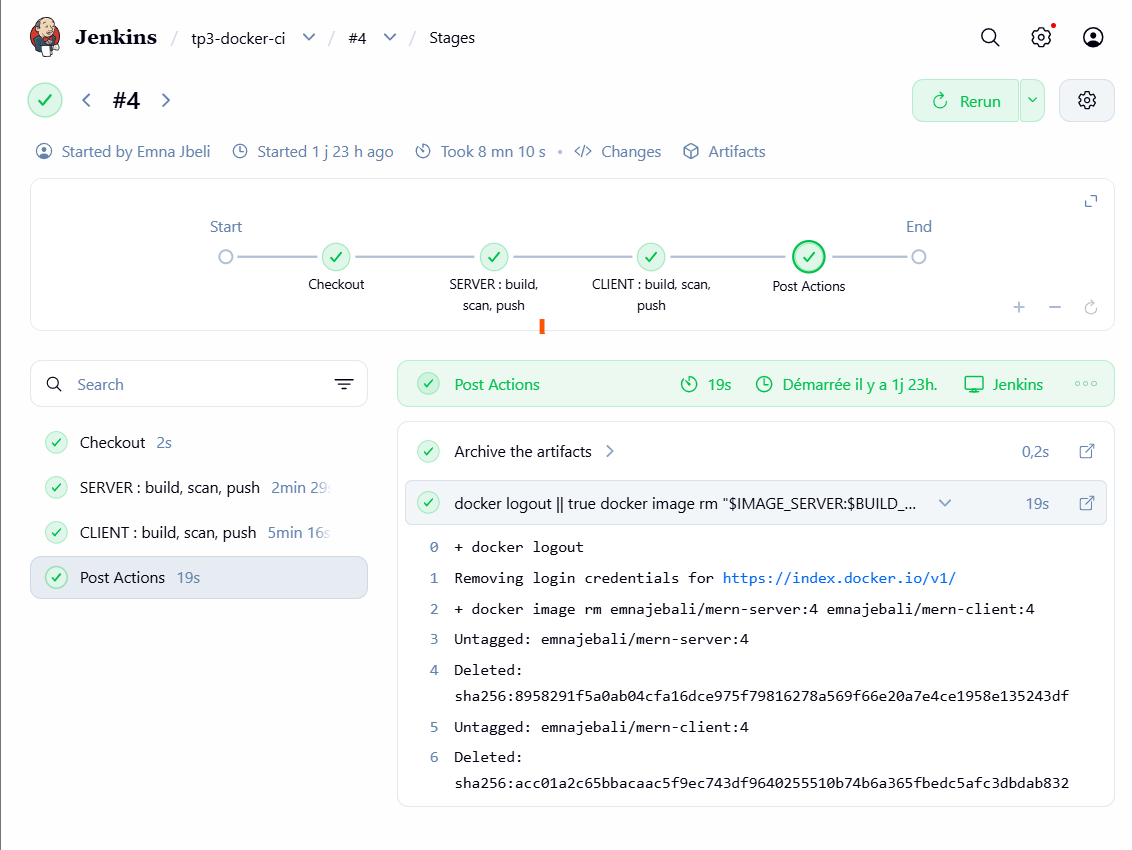 Jenkins / tp3-docker-ci / #4 / Stages
#4
Rerun
Started by Emna Jbeli Started 1 j 23 h ago Took 8 mn 10 s • </> Changes Artifacts
Start
End
Checkout
SERVER : build, scan, push
CLIENT : build, scan, push
Post Actions
Search
Checkout 2s
SERVER : build, scan, push 2min 29s
CLIENT : build, scan, push 5min 16s
Post Actions 19s
Post Actions 19s Démarrée il y a 1j 23h. Jenkins
Archive the artifacts 0,2s
docker logout || true docker image rm "$IMAGE_SERVER:$BUILD_... 19s
0 + docker logout
1 Removing login credentials for https://index.docker.io/v1/
2 + docker image rm emnajebali/mern-server:4 emnajebali/mern-client:4
3 Untagged: emnajebali/mern-server:4
4 Deleted:
sha256:8958291f5a0ab04cfa16dce975f79816278a569f66e20a7e4ce1958e135243df
5 Untagged: emnajebali/mern-client:4
6 Deleted:
sha256:acc01a2c65bbacaac5f9ec743df9640255510b74b6a365fbedc5afc3dbdab832